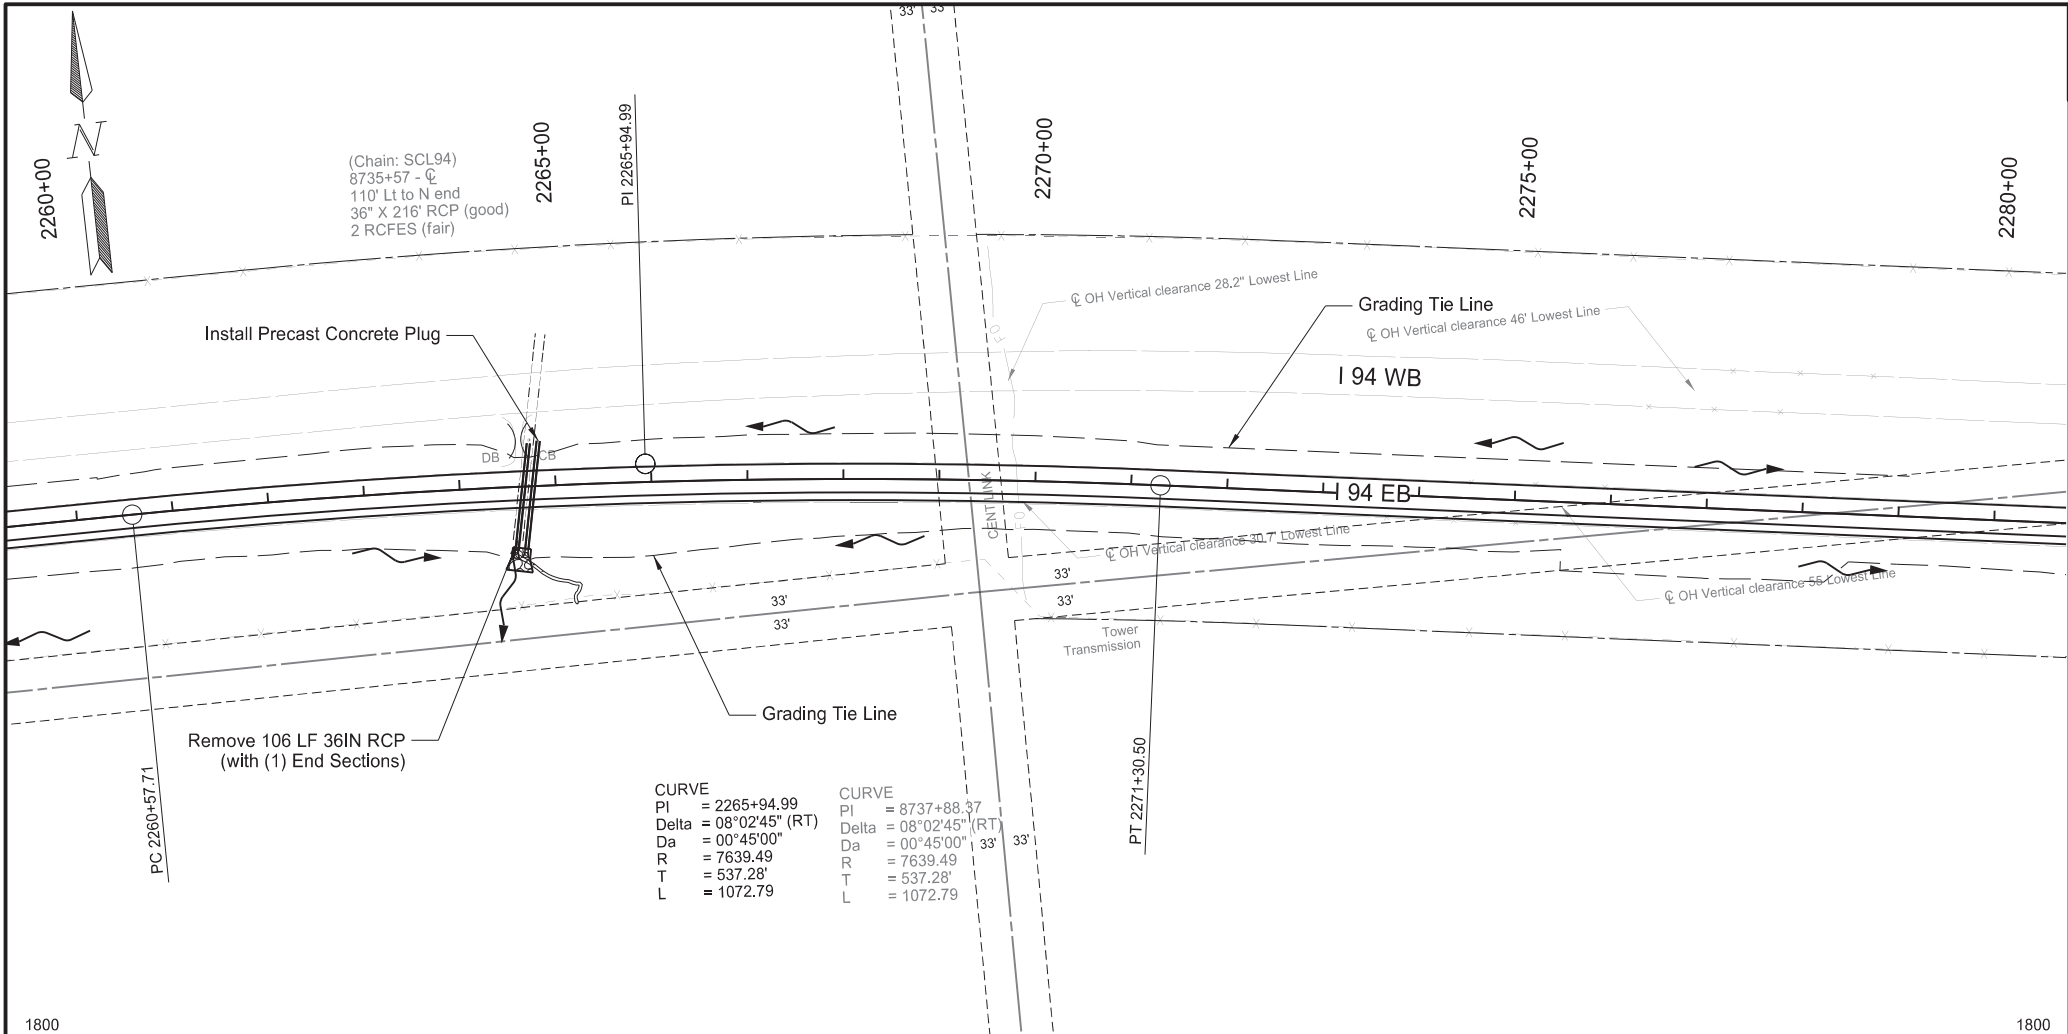 33' 33'
N
2260+00
(Chain: SCL94)
8735+57 - ℄
110' Lt to N end
36" X 216' RCP (good)
2 RCFES (fair)
2265+00
PI 2265+94.99
2270+00
2275+00
2280+00
℄ OH Vertical clearance 28.2" Lowest Line
Grading Tie Line
℄ OH Vertical clearance 46' Lowest Line
Install Precast Concrete Plug
FO
I 94 WB
DB
CB
CENTLINK
I 94 EB
FO
℄ OH Vertical clearance 30.7' Lowest Line
33'
33'
33'
33'
℄ OH Vertical clearance 55 Lowest Line
Tower
Transmission
Grading Tie Line
Remove 106 LF 36IN RCP
(with (1) End Sections)
PC 2260+57.71
PT 2271+30.50
CURVE
PI = 2265+94.99
Delta = 08°02'45" (RT)
Da = 00°45'00"
R = 7639.49
T = 537.28'
L = 1072.79
CURVE
PI = 8737+88.37
Delta = 08°02'45" (RT)
Da = 00°45'00"
R = 7639.49
T = 537.28'
L = 1072.79
33' 33'
1800
1800